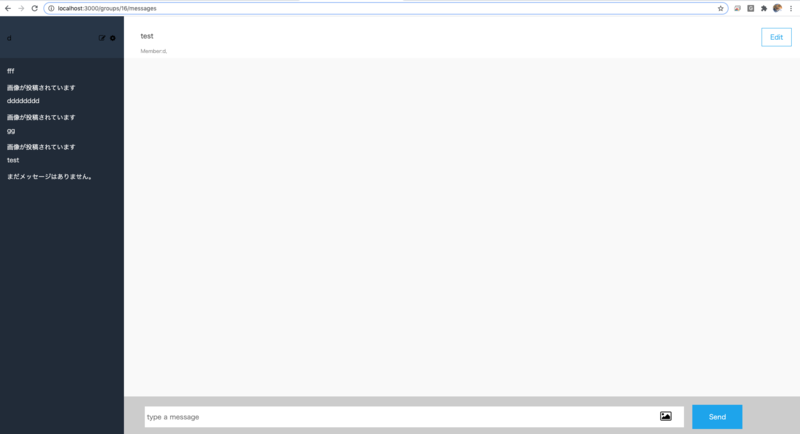 localhost:3000/groups/16/messages
d
test
Member:d,
Edit
fff
画像が投稿されています
dddddddd
画像が投稿されています
gg
画像が投稿されています
test
まだメッセージはありません。
type a message
Send